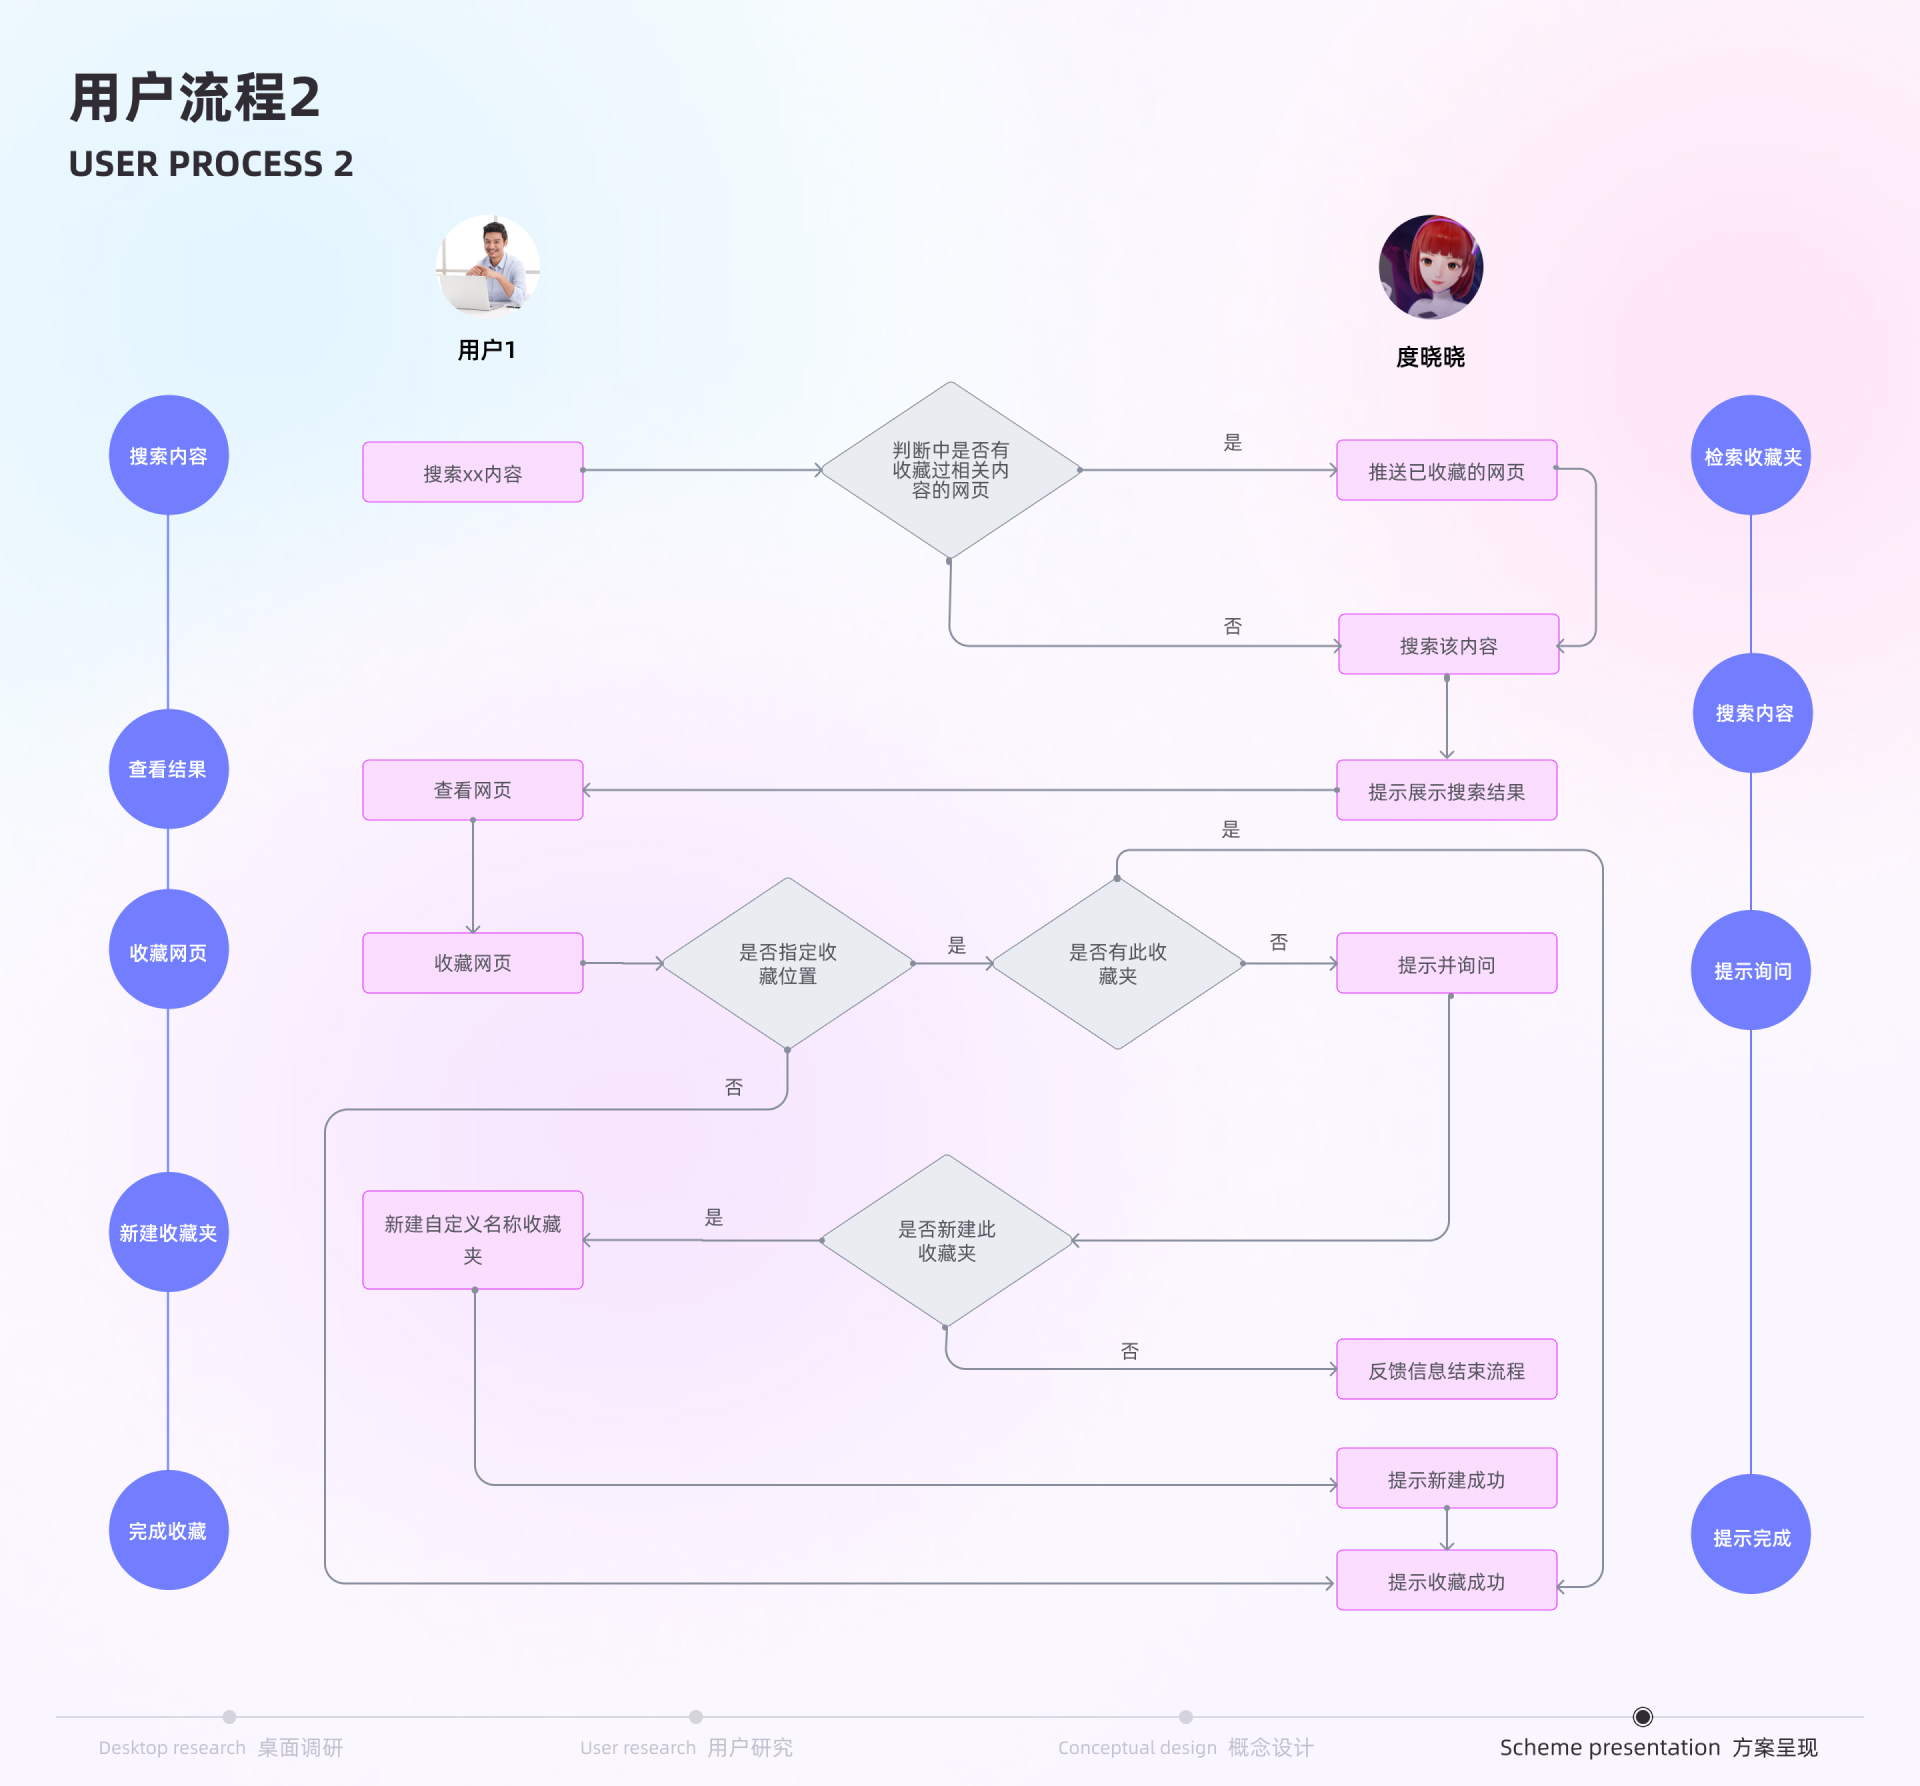 用户流程2
USER PROCESS 2
用户1
度晓晓
搜索内容
搜索xx内容
判断中是否有
收藏过相关内
容的网页
是
推送已收藏的网页
检索收藏夹
否
搜索该内容
搜索内容
查看结果
查看网页
提示展示搜索结果
是
收藏网页
收藏网页
是否指定收
藏位置
是
是否有此收
藏夹
否
提示并询问
提示询问
否
新建收藏夹
新建自定义名称收藏
夹
是
是否新建此
收藏夹
否
反馈信息结束流程
提示新建成功
完成收藏
提示收藏成功
提示完成
Desktop research 桌面调研
User research 用户研究
Conceptual design 概念设计
Scheme presentation 方案呈现